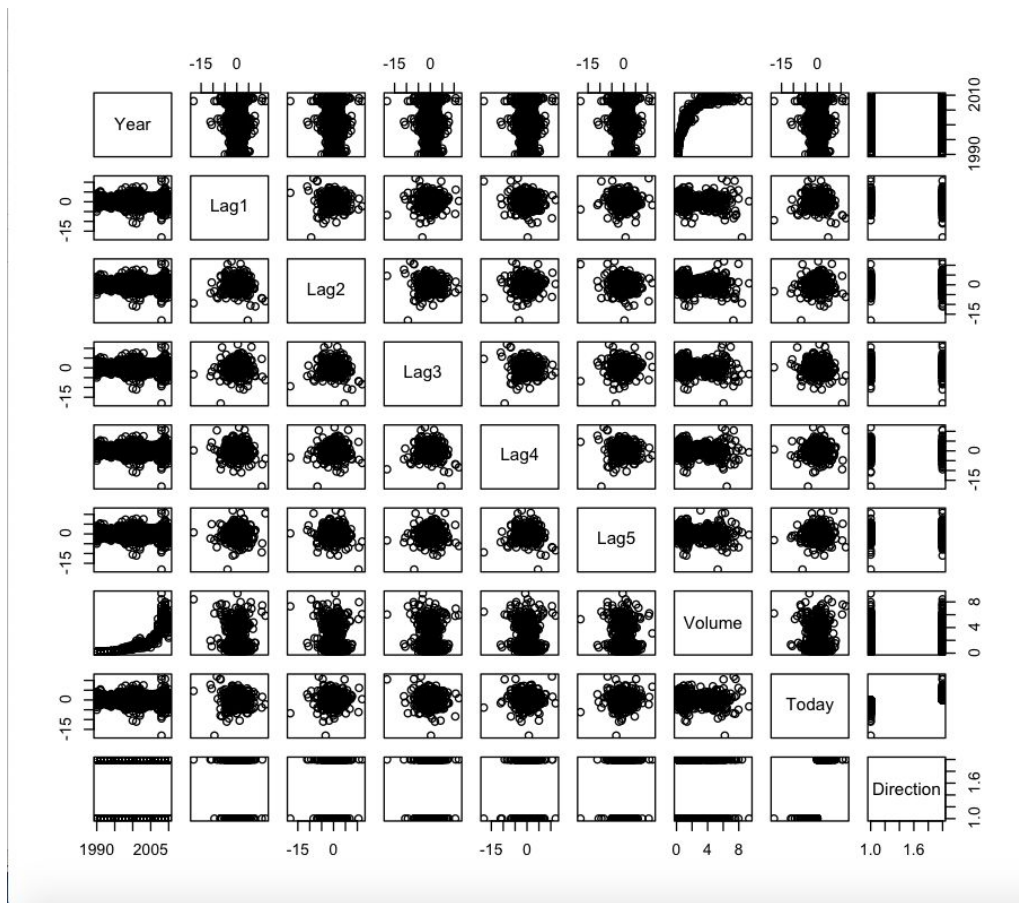 -15 0 -15 0 -15 0 -15 0
Year 1990 2010
-15 0 Lag1
Lag2 -15 0
-15 0 Lag3
Lag4 -15 0
-15 0 Lag5
Volume 0 4 8
-15 0 Today
Direction 1.0 1.6
1990 2005 -15 0 -15 0 0 4 8 1.0 1.6